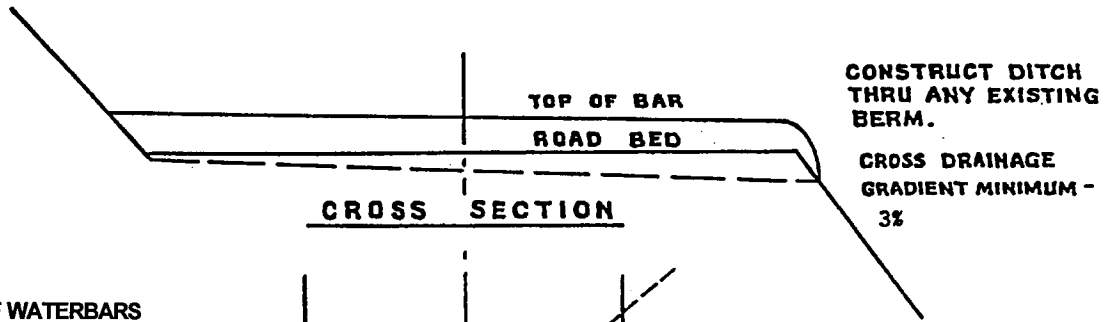 TOP OF BAR
ROAD BED
CONSTRUCT DITCH
THRU ANY EXISTING
BERM.
CROSS DRAINAGE
GRADIENT MINIMUM -
3%
CROSS SECTION
WATERBARS